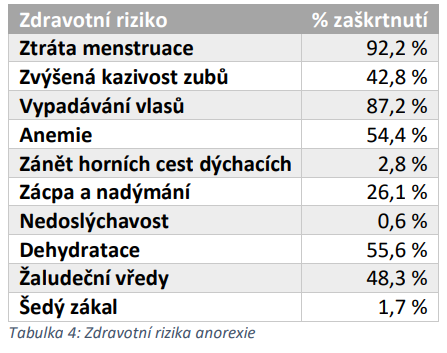 Zdravotní riziko % zaškrtnutí
Ztráta menstruace 92,2 %
Zvýšená kazivost zubů 42,8 %
Vypadávání vlasů 87,2 %
Anemie 54,4 %
Zánět horních cest dýchacích 2,8 %
Zácpa a nadýmání 26,1 %
Nedoslýchavost 0,6 %
Dehydratace 55,6 %
Žaludeční vředy 48,3 %
Šedý zákal 1,7 %
Tabulka 4: Zdravotní rizika anorexie